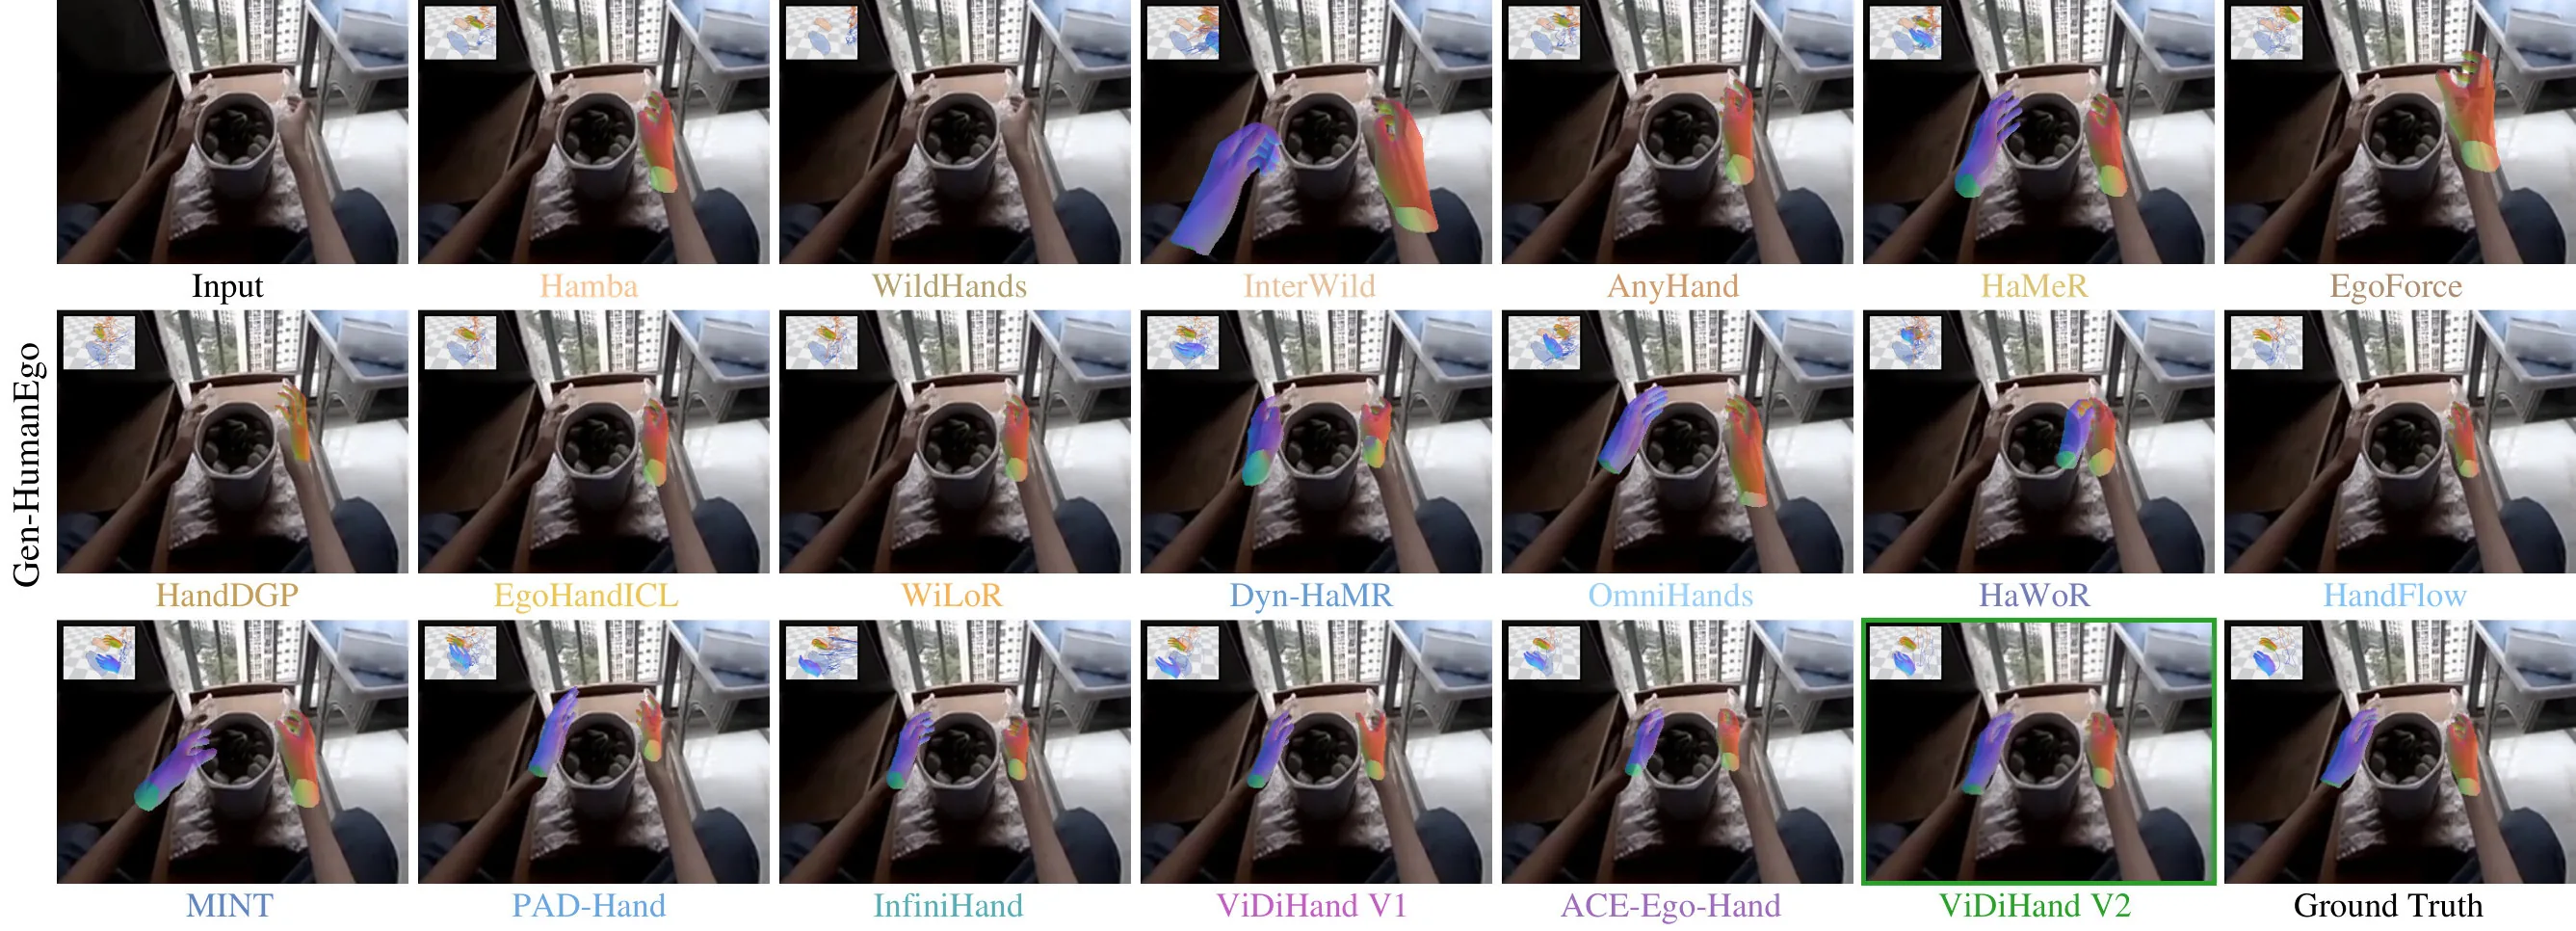 Gen-HumanEgo
Input
Hamba
WildHands
InterWild
AnyHand
HaMeR
EgoForce
HandDGP
EgoHandICL
WiLoR
Dyn-HaMR
OmniHands
HaWoR
HandFlow
MINT
PAD-Hand
InfiniHand
ViDiHand V1
ACE-Ego-Hand
ViDiHand V2
Ground Truth